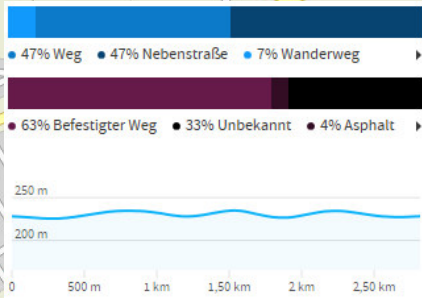 47% Weg 47% Nebenstraße 7% Wanderweg
63% Befestigter Weg 33% Unbekannt 4% Asphalt
250 m
200 m
0 500 m 1 km 1,50 km 2 km 2,50 km